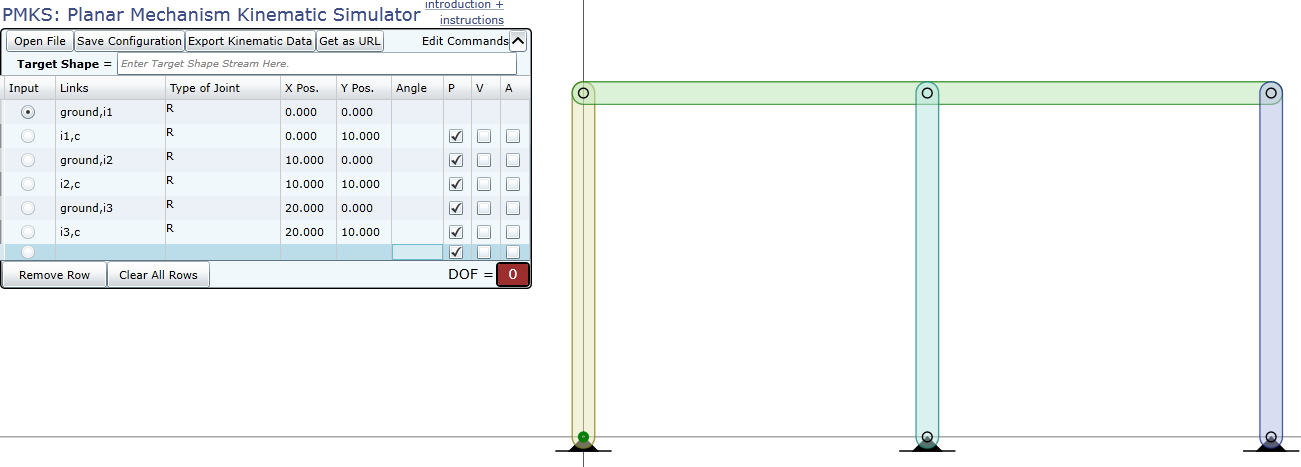 introduction +
PMKS: Planar Mechanism Kinematic Simulator
instructions
Open File Save Configuration Export Kinematic Data Get as URL Edit Commands
Target Shape = Enter Target Shape Stream Here.
Input Links Type of Joint X Pos. Y Pos. Angle P V A
ground,i1 R 0.000 0.000
i1,c R 0.000 10.000
ground,i2 R 10.000 0.000
i2,c R 10.000 10.000
ground,i3 R 20.000 0.000
i3,c R 20.000 10.000
Remove Row Clear All Rows DOF = 0